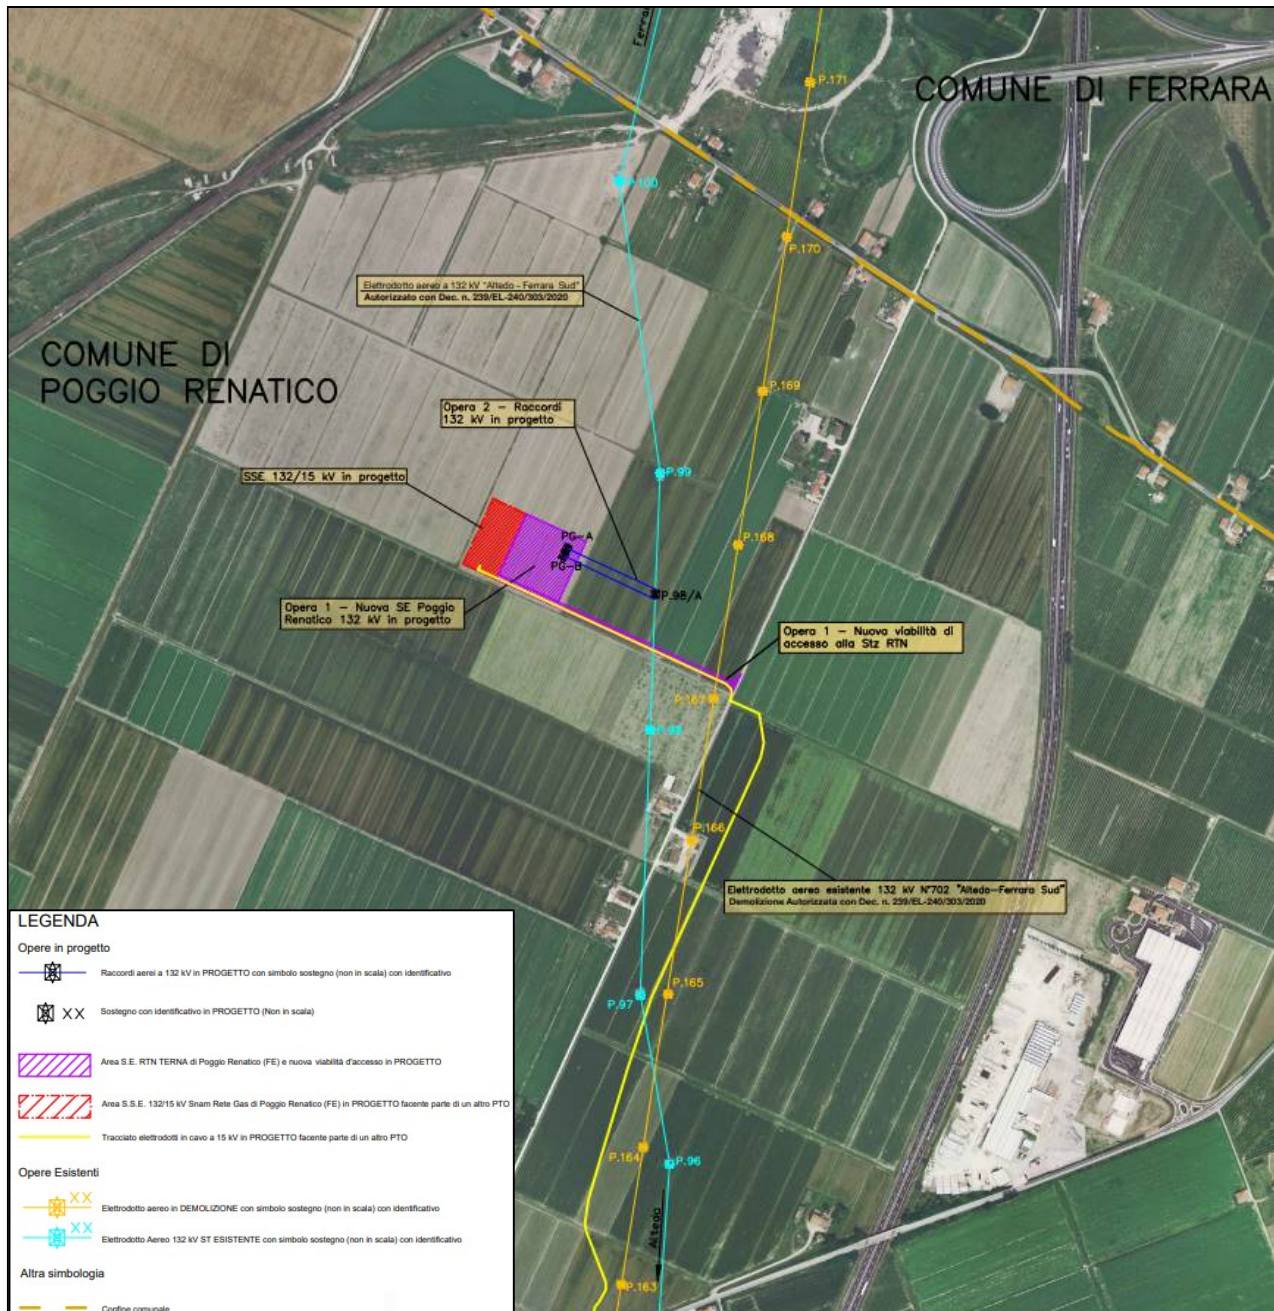 Ferrar
P.171
COMUNE DI FERRARA
P.100
P.170
Elettrodotto aereo a 132 kV "Altedo - Ferrara Sud"
Autorizzato con Dec. n. 239/EL-240/303/2020
COMUNE DI
POGGIO RENATICO
P.169
Opera 2 - Raccordi
132 kV in progetto
P.99
SSE 132/15 kV in progetto
P.168
PG-A
PG-B
P.98/A
Opera 1 - Nuova SE Poggio
Renatico 132 kV in progetto
Opera 1 - Nuova viabilità di
accesso alla Stz RTN
P.167
P.98
P.166
Elettrodotto aereo esistente 132 kV N°702 "Altedo-Ferrara Sud"
Demolizione Autorizzata con Dec. n. 239/EL-240/303/2020
P.165
P.97
P.164
P.96
Altedo
P.163
LEGENDA
Opere in progetto
Raccordi aerei a 132 kV in PROGETTO con simbolo sostegno (non in scala) con identificativo
XX Sostegno con identificativo in PROGETTO (Non in scala)
Area S.E. RTN TERNA di Poggio Renatico (FE) e nuova viabilità d'accesso in PROGETTO
Area S.S.E. 132/15 kV Snam Rete Gas di Poggio Renatico (FE) in PROGETTO facente parte di un altro PTO
Tracciato elettrodotti in cavo a 15 kV in PROGETTO facente parte di un altro PTO
Opere Esistenti
XX Elettrodotto aereo in DEMOLIZIONE con simbolo sostegno (non in scala) con identificativo
XX Elettrodotto Aereo 132 kV ST ESISTENTE con simbolo sostegno (non in scala) con identificativo
Altra simbologia
Confine comunale